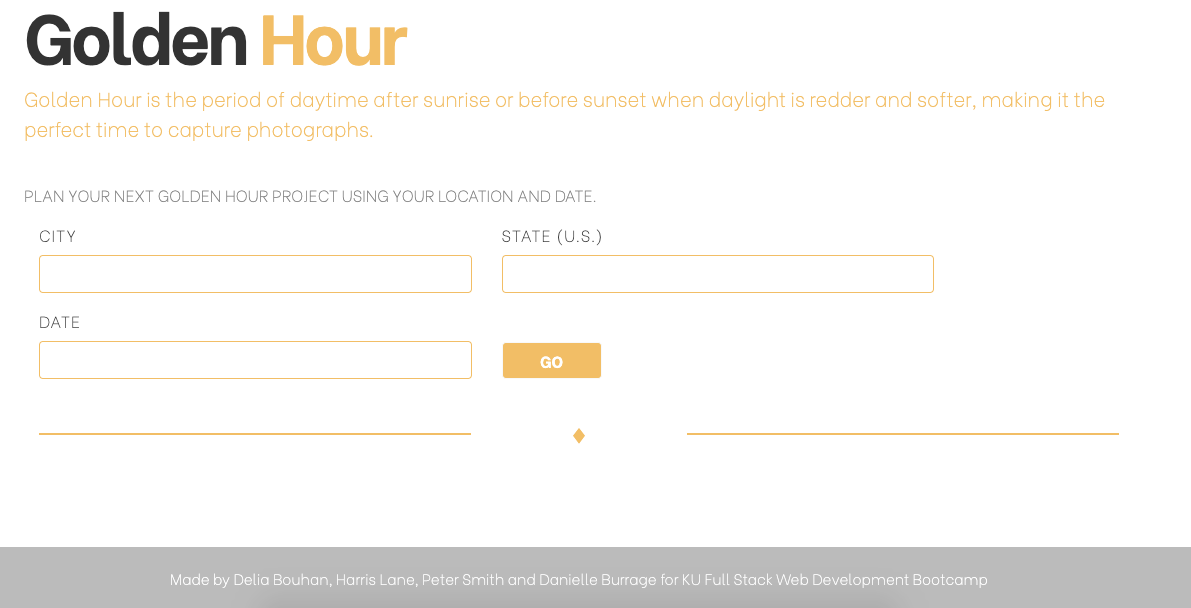 Golden Hour
Golden Hour is the period of daytime after sunrise or before sunset when daylight is redder and softer, making it the
perfect time to capture photographs.
PLAN YOUR NEXT GOLDEN HOUR PROJECT USING YOUR LOCATION AND DATE.
CITY
STATE (U.S.)
DATE
GO
Made by Delia Bouhan, Harris Lane, Peter Smith and Danielle Burrage for KU Full Stack Web Development Bootcamp